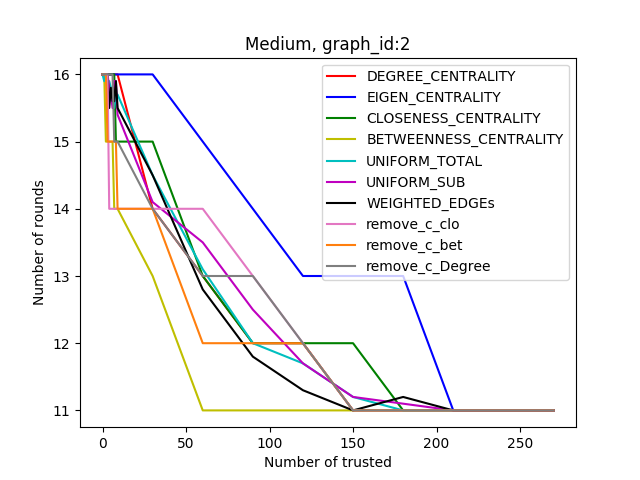 Medium, graph_id:2
Number of rounds
16
15
14
13
12
11
DEGREE_CENTRALITY
EIGEN_CENTRALITY
CLOSENESS_CENTRALITY
BETWEENNESS_CENTRALITY
UNIFORM_TOTAL
UNIFORM_SUB
WEIGHTED_EDGEs
remove_c_clo
remove_c_bet
remove_c_Degree
0 50 100 150 200 250
Number of trusted